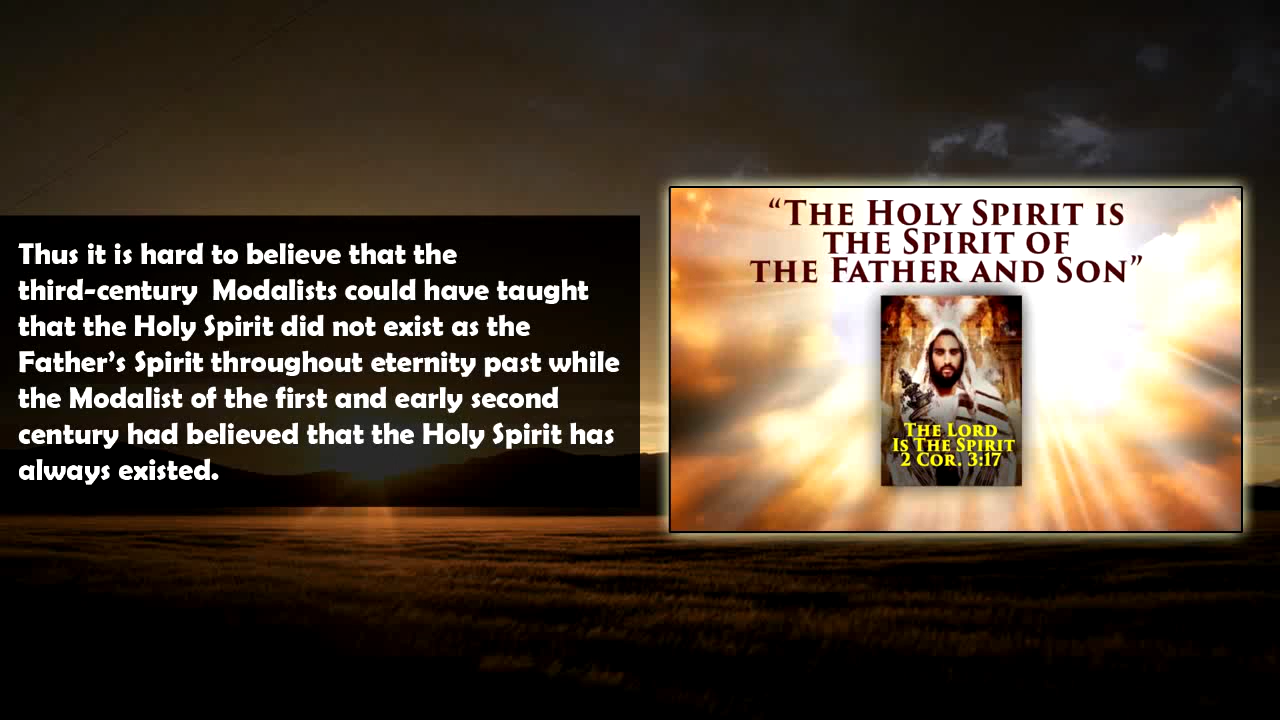 Thus it is hard to believe that the
third-century  Modalists could have taught
that the Holy Spirit did not exist as the
Father’s Spirit throughout eternity past while
the Modalist of the first and early second
century had believed that the Holy Spirit has
always existed.
“The Holy Spirit is
the Spirit of
the Father and Son”
The Lord
Is The Spirit
2 Cor. 3:17